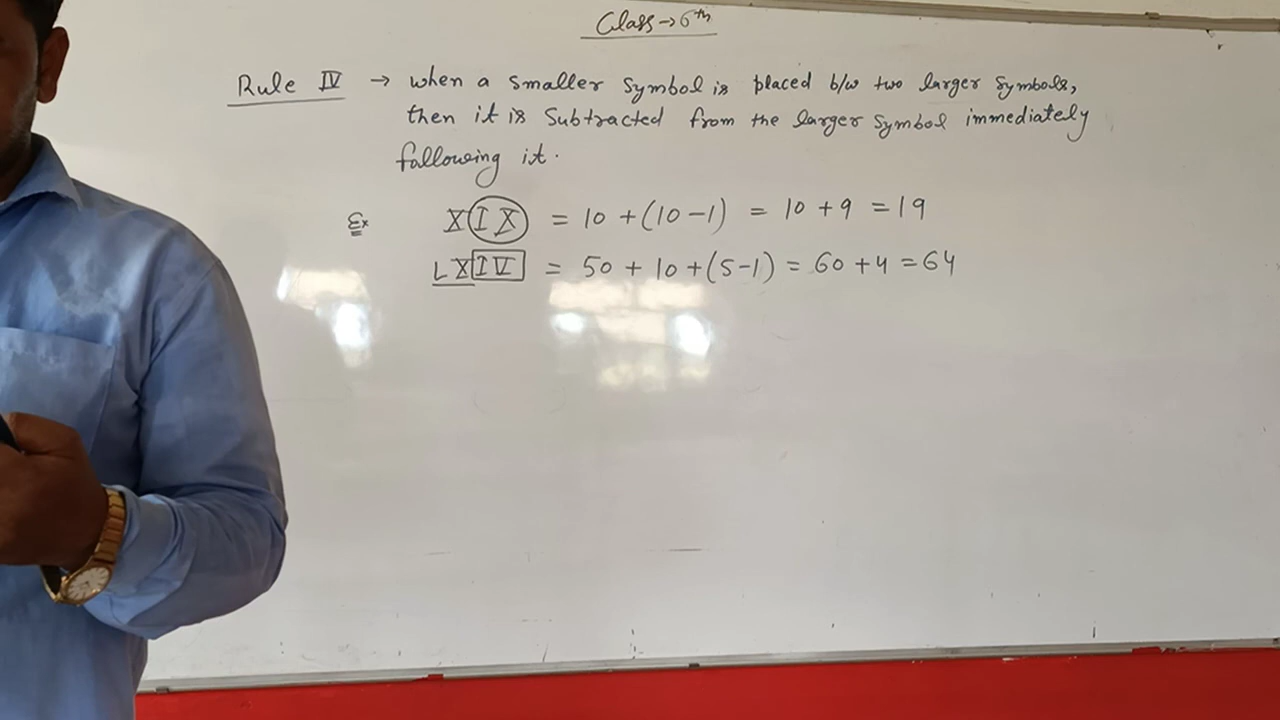 Class → 6th
Rule IV → when a smaller Symbol is placed b/w two larger Symbols,
then it is Subtracted from the larger Symbol immediately
following it.
Ex XIX = 10 + (10-1) = 10 + 9 = 19
LXIV = 50 + 10 + (5-1) = 60 + 4 = 64